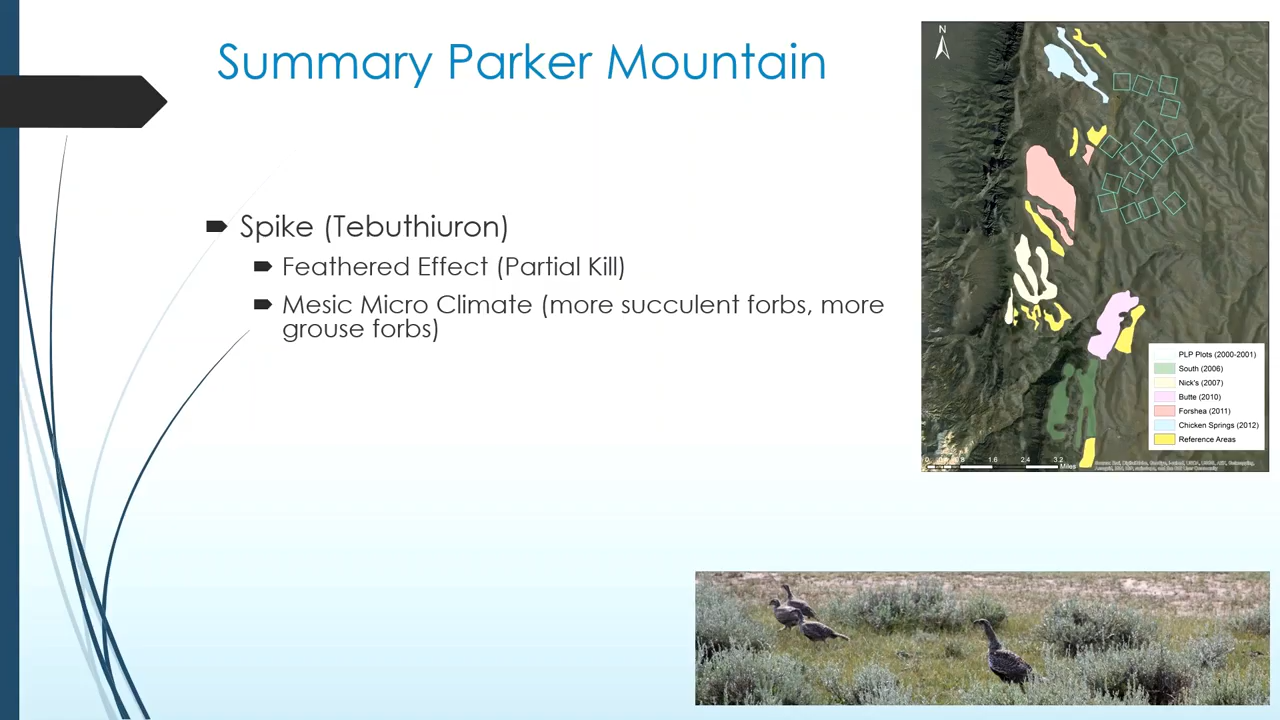 Summary Parker Mountain
Spike (Tebuthiuron)
Feathered Effect (Partial Kill)
Mesic Micro Climate (more succulent forbs, more
grouse forbs)
N
PLP Plots (2000-2001)
South (2006)
Nick's (2007)
Butte (2010)
Forshea (2011)
Chicken Springs (2012)
Reference Areas
0 0.8 1.6 2.4 3.2
Miles